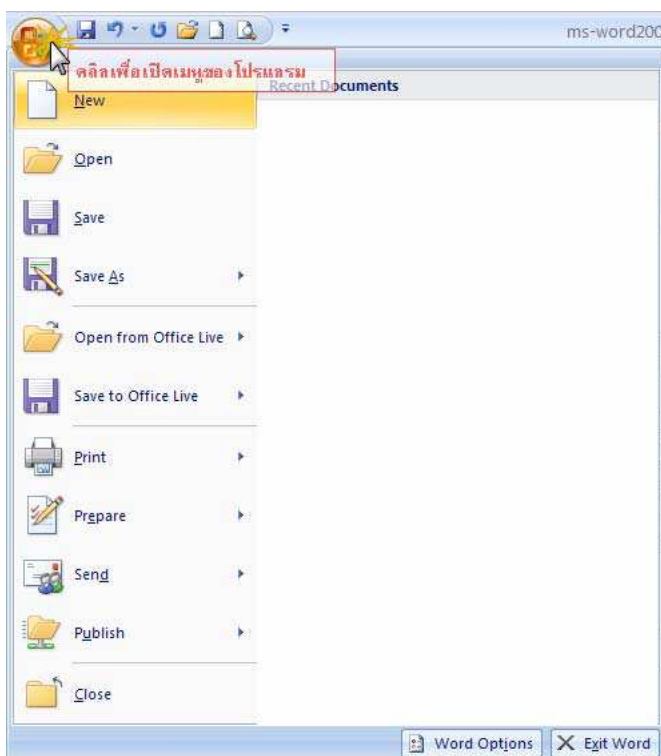 ms-word200
คลิกเพื่อเปิดเมนูของโปรแกรม
Recent Documents
New
Open
Save
Save As
Open from Office Live
Save to Office Live
Print
Prepare
Send
Publish
Close
Word Options
Exit Word